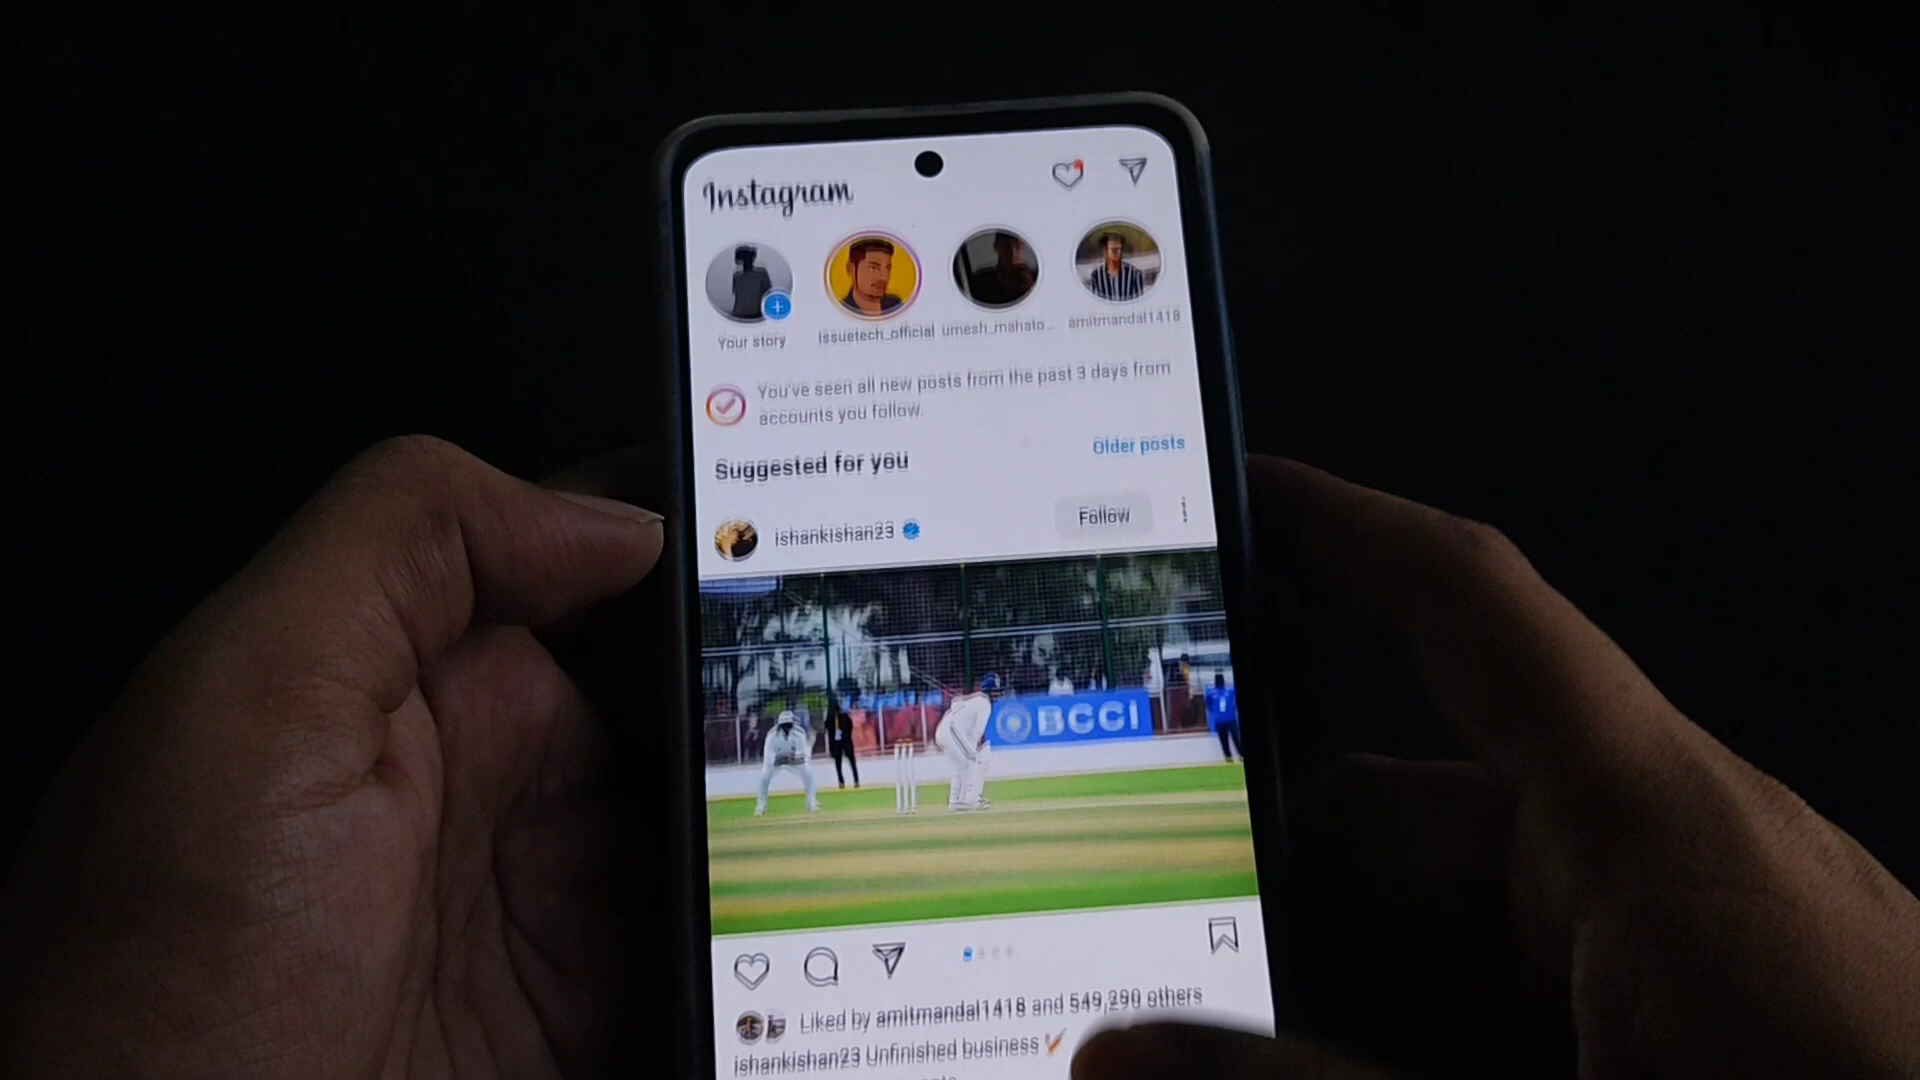 Instagram
Your story
issuetech_official
umesh_mahato...
amitmandal1418
You've seen all new posts from the past 3 days from
accounts you follow.
Suggested for you
Older posts
ishankishan23
Follow
BCCI
Liked by amitmandal1418 and 549,290 others
ishankishan23 Unfinished business